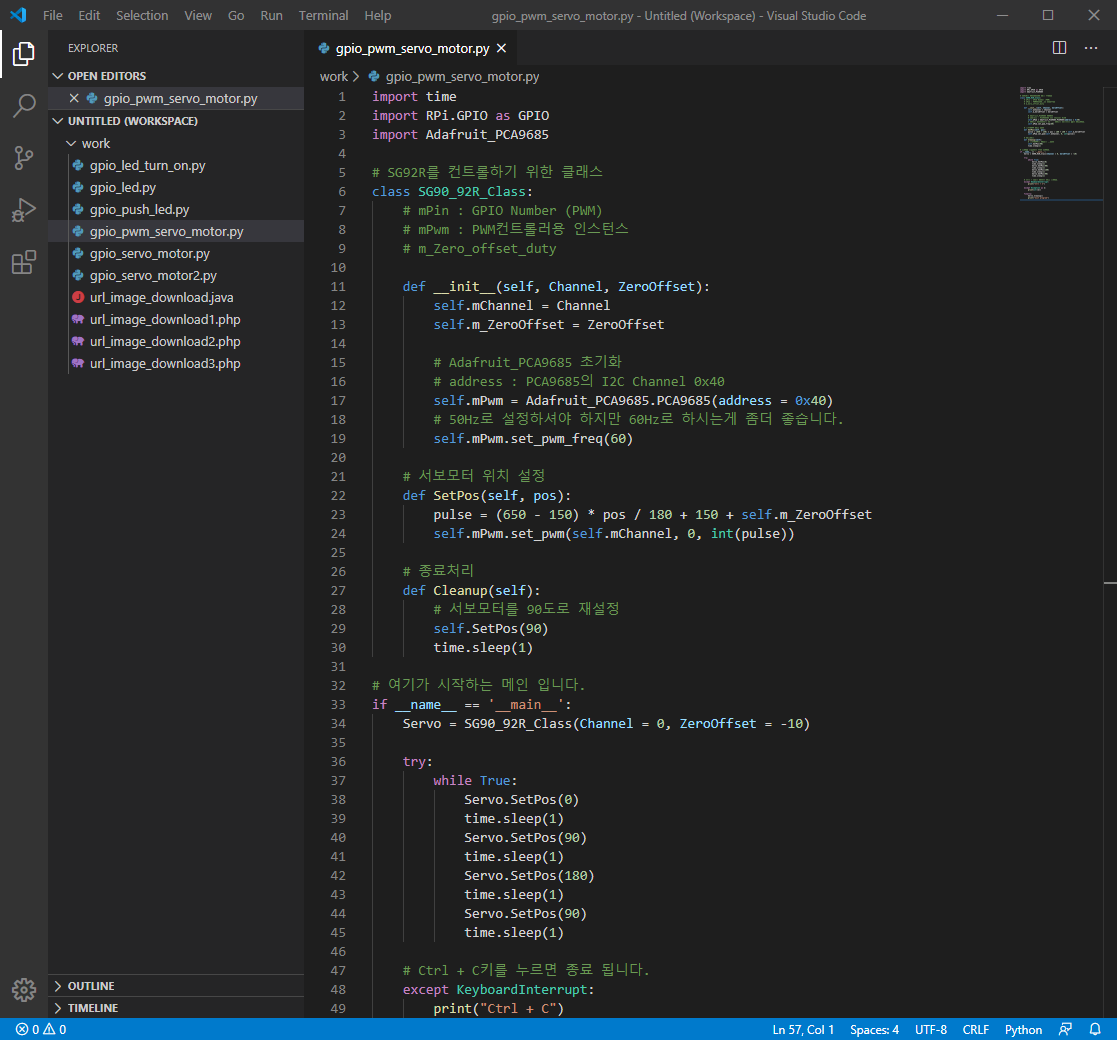 File Edit Selection View Go Run Terminal Help gpio_pwm_servo_motor.py - Untitled (Workspace) - Visual Studio Code
EXPLORER
OPEN EDITORS
gpio_pwm_servo_motor.py
UNTITLED (WORKSPACE)
work
gpio_led_turn_on.py
gpio_led.py
gpio_push_led.py
gpio_pwm_servo_motor.py
gpio_servo_motor.py
gpio_servo_motor2.py
url_image_download.java
url_image_download1.php
url_image_download2.php
url_image_download3.php
OUTLINE
TIMELINE
gpio_pwm_servo_motor.py
work > gpio_pwm_servo_motor.py
1 import time
2 import RPi.GPIO as GPIO
3 import Adafruit_PCA9685
4
5 # SG92R를 컨트롤하기 위한 클래스
6 class SG90_92R_Class:
7 # mPin : GPIO Number (PWM)
8 # mPwm : PWM컨트롤러용 인스턴스
9 # m_Zero_offset_duty
10
11 def __init__(self, Channel, ZeroOffset):
12 self.mChannel = Channel
13 self.m_ZeroOffset = ZeroOffset
14
15 # Adafruit_PCA9685 초기화
16 # address : PCA9685의 I2C Channel 0x40
17 self.mPwm = Adafruit_PCA9685.PCA9685(address = 0x40)
18 # 50Hz로 설정하셔야 하지만 60Hz로 하시는게 좀더 좋습니다.
19 self.mPwm.set_pwm_freq(60)
20
21 # 서보모터 위치 설정
22 def SetPos(self, pos):
23 pulse = (650 - 150) * pos / 180 + 150 + self.m_ZeroOffset
24 self.mPwm.set_pwm(self.mChannel, 0, int(pulse))
25
26 # 종료처리
27 def Cleanup(self):
28 # 서보모터를 90도로 재설정
29 self.SetPos(90)
30 time.sleep(1)
31
32 # 여기가 시작하는 메인 입니다.
33 if __name__ == '__main__':
34 Servo = SG90_92R_Class(Channel = 0, ZeroOffset = -10)
35
36 try:
37 while True:
38 Servo.SetPos(0)
39 time.sleep(1)
40 Servo.SetPos(90)
41 time.sleep(1)
42 Servo.SetPos(180)
43 time.sleep(1)
44 Servo.SetPos(90)
45 time.sleep(1)
46
47 # Ctrl + C키를 누르면 종료 됩니다.
48 except KeyboardInterrupt:
49 print("Ctrl + C")
0 0 Ln 57, Col 1 Spaces: 4 UTF-8 CRLF Python